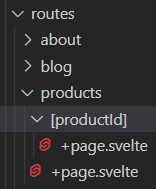 routes
about
blog
products
[productId]
+page.svelte
+page.svelte